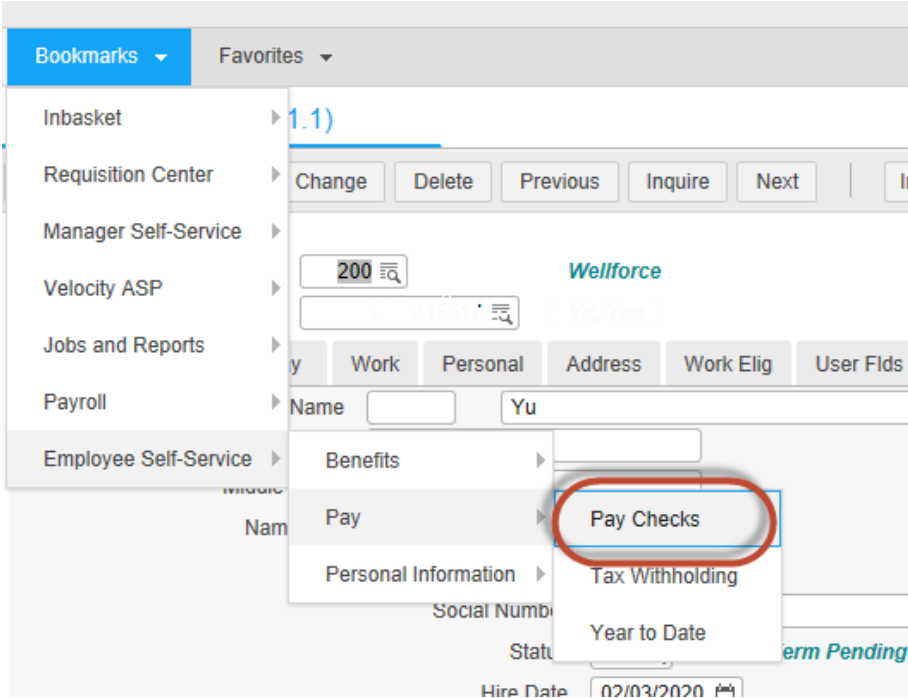 Bookmarks Favorites
Inbasket 1.1)
Requisition Center Change Delete Previous Inquire Next
Manager Self-Service
200 Wellforce
Velocity ASP
Jobs and Reports Work Personal Address Work Elig User Flds
Payroll Name Yu
Employee Self-Service Benefits
Middle
Nam Pay Pay Checks
Personal Information Tax Withholding
Social Numb
Statu Year to Date erm Pending
Hire Date 02/03/2020